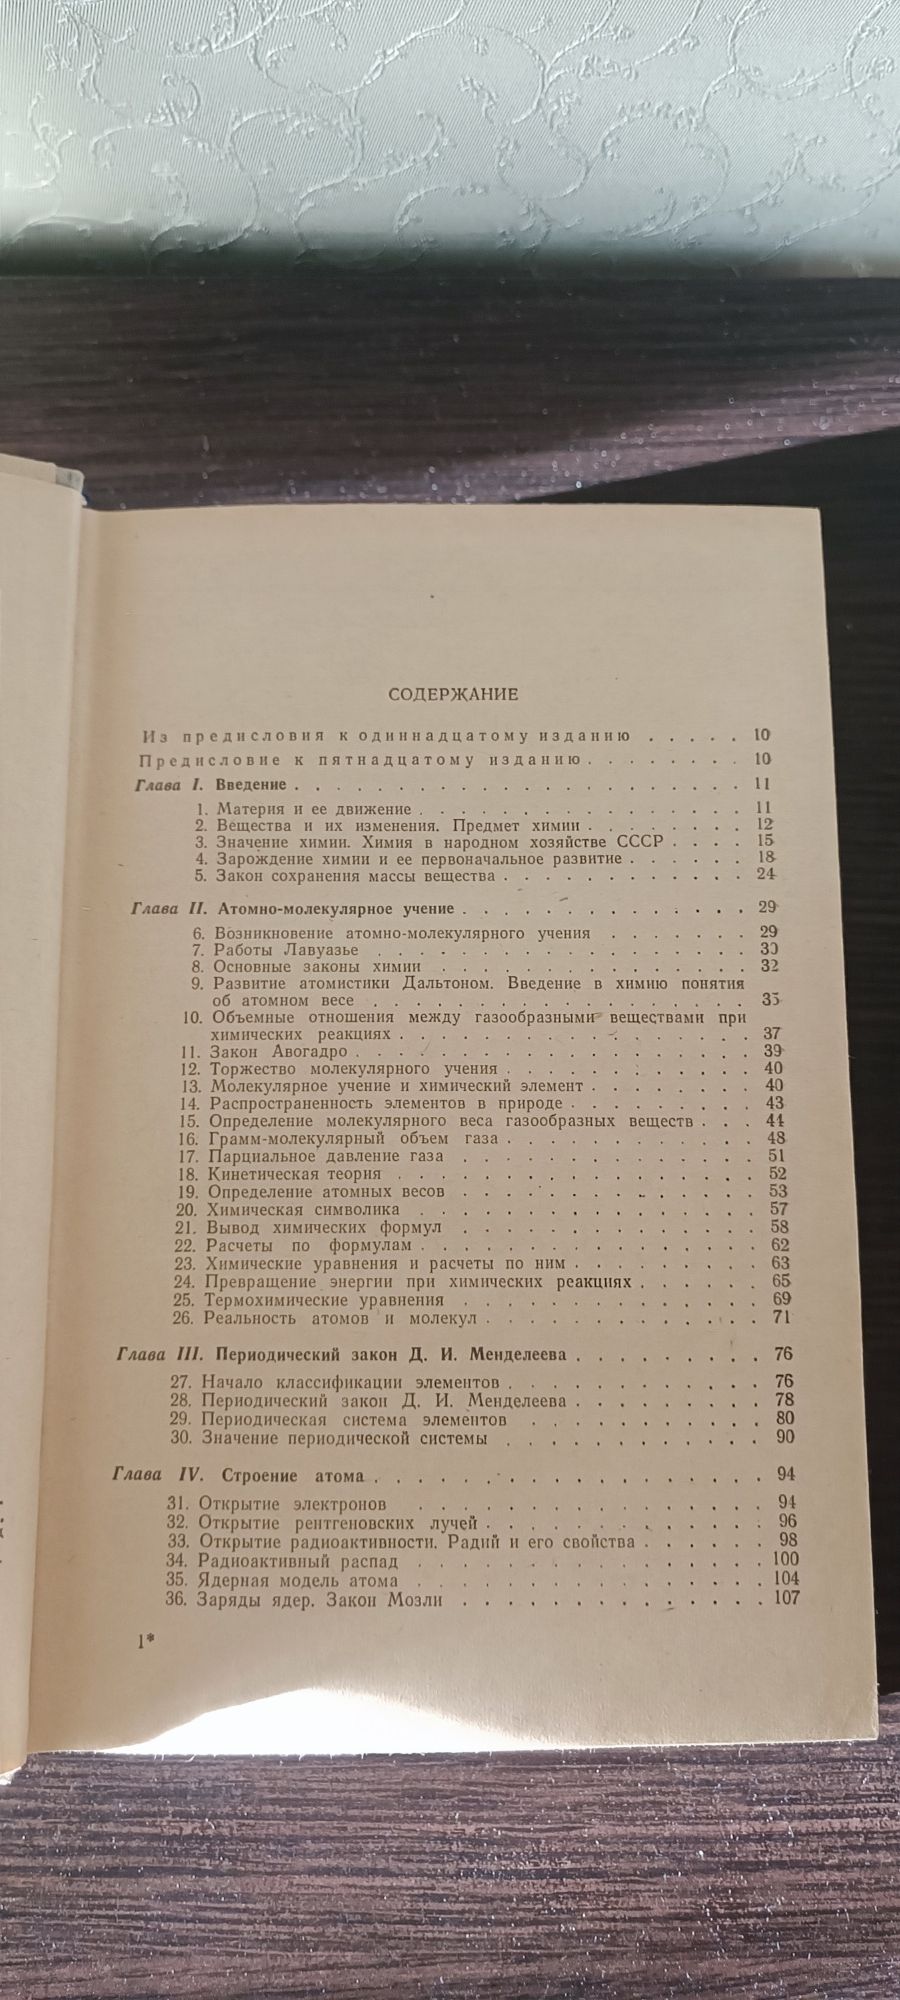 СОДЕРЖАНИЕ
Из предисловия к одиннадцатому изданию . . . . . 10
Предисловие к пятнадцатому изданию . . . . . . . . 10
Глава I. Введение . . . . . . . . . . . . . . . . . . . . . 11
1. Материя и ее движение . . . . . . . . . . . . . . . . 11
2. Вещества и их изменения. Предмет химии . . . . . . . . 12
3. Значение химии. Химия в народном хозяйстве СССР . . . . 15
4. Зарождение химии и ее первоначальное развитие . . . . . . 18
5. Закон сохранения массы вещества . . . . . . . . . . . . 24
Глава II. Атомно-молекулярное учение . . . . . . . . . . . . . 29
6. Возникновение атомно-молекулярного учения . . . . . . . 29
7. Работы Лавуазье . . . . . . . . . . . . . . . . . . 30
8. Основные законы химии . . . . . . . . . . . . . . . 32
9. Развитие атомистики Дальтоном. Введение в химию понятия
об атомном весе . . . . . . . . . . . . . . . . . . 35
10. Объемные отношения между газообразными веществами при
химических реакциях . . . . . . . . . . . . . . . . . 37
11. Закон Авогадро . . . . . . . . . . . . . . . . . . . 39
12. Торжество молекулярного учения . . . . . . . . . . . . 40
13. Молекулярное учение и химический элемент . . . . . . . . 40
14. Распространенность элементов в природе . . . . . . . . . 43
15. Определение молекулярного веса газообразных веществ . . . 44
16. Грамм-молекулярный объем газа . . . . . . . . . . . . 48
17. Парциальное давление газа . . . . . . . . . . . . . . 51
18. Кинетическая теория . . . . . . . . . . . . . . . . . 52
19. Определение атомных весов . . . . . . . . . . . . . . 53
20. Химическая символика . . . . . . . . . . . . . . . . 57
21. Вывод химических формул . . . . . . . . . . . . . . 58
22. Расчеты по формулам . . . . . . . . . . . . . . . . 62
23. Химические уравнения и расчеты по ним . . . . . . . . . 63
24. Превращение энергии при химических реакциях . . . . . . 65
25. Термохимические уравнения . . . . . . . . . . . . . . 69
26. Реальность атомов и молекул . . . . . . . . . . . . . 71
Глава III. Периодический закон Д. И. Менделеева . . . . . . . . . 76
27. Начало классификации элементов . . . . . . . . . . . . 76
28. Периодический закон Д. И. Менделеева . . . . . . . . . 78
29. Периодическая система элементов . . . . . . . . . . . 80
30. Значение периодической системы . . . . . . . . . . . . 90
Глава IV. Строение атома . . . . . . . . . . . . . . . . . . 94
31. Открытие электронов . . . . . . . . . . . . . . . . 94
32. Открытие рентгеновских лучей . . . . . . . . . . . . . 96
33. Открытие радиоактивности. Радий и его свойства . . . . . . 98
34. Радиоактивный распад . . . . . . . . . . . . . . . . 100
35. Ядерная модель атома . . . . . . . . . . . . . . . . 104
36. Заряды ядер. Закон Мозли . . . . . . . . . . . . . . 107
1*